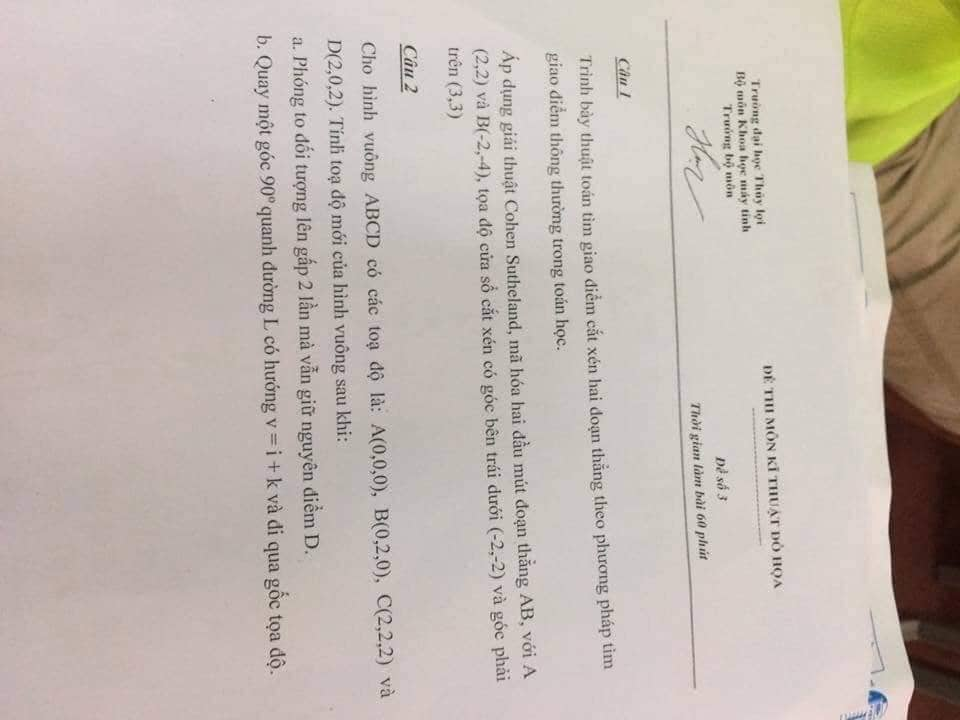 Trường đại học Thủy lợi
Bộ môn Khoa học máy tính
Trưởng bộ môn
ĐỀ THI MÔN KĨ THUẬT ĐỒ HỌA
Đề số 3
Thời gian làm bài 60 phút
Câu 1
Trình bày thuật toán tìm giao điểm cắt xén hai đoạn thẳng theo phương pháp tìm
giao điểm thông thường trong toán học.
Áp dụng giải thuật Cohen Sutheland, mã hóa hai đầu mút đoạn thẳng AB, với A
(2,2) và B(-2,-4), tọa độ cửa sổ cắt xén có góc bên trái dưới (-2,-2) và góc phải
trên (3,3)
Câu 2
Cho hình vuông ABCD có các toạ độ là: A(0,0,0), B(0,2,0), C(2,2,2) và
D(2,0,2). Tính toạ độ mới của hình vuông sau khi:
a. Phóng to đối tượng lên gấp 2 lần mà vẫn giữ nguyên điểm D.
b. Quay một góc 90º quanh đường L có hướng v = i + k và đi qua gốc tọa độ.